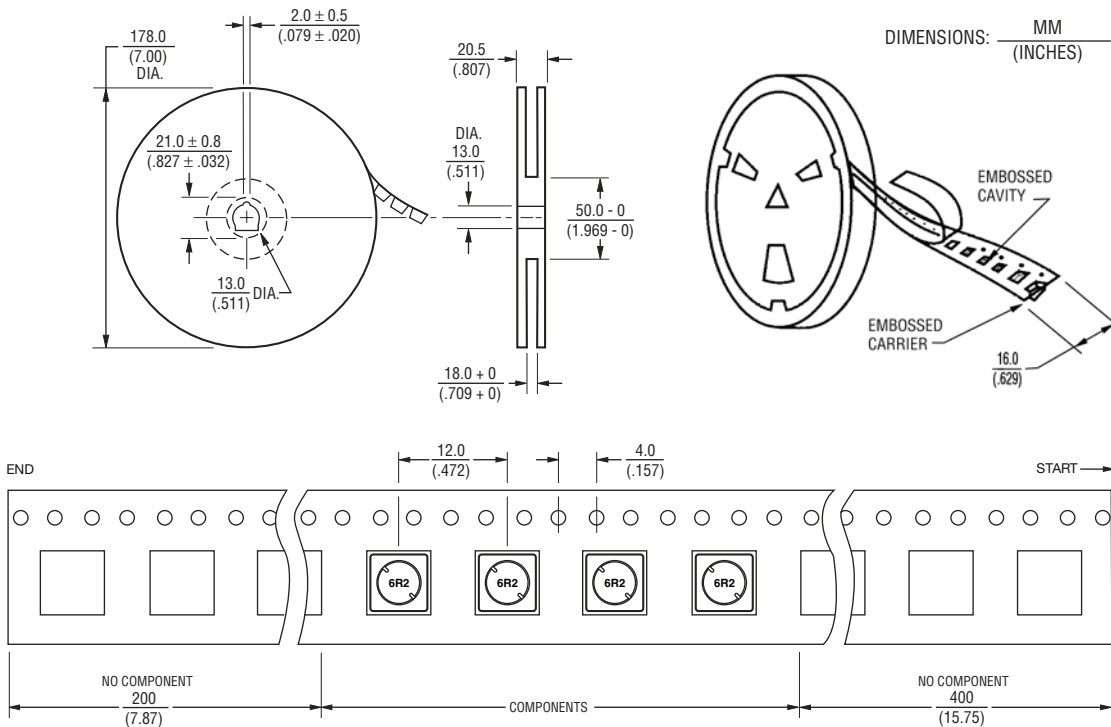 2.0 ± 0.5
(.079 ± .020)
178.0
(7.00)
DIA.
20.5
(.807)
DIMENSIONS: MM
(INCHES)
21.0 ± 0.8
(.827 ± .032)
DIA.
13.0
(.511)
EMBOSSED
CAVITY
50.0 - 0
(1.969 - 0)
13.0
(.511) DIA.
EMBOSSED
CARRIER
16.0
(.629)
18.0 + 0
(.709 + 0)
12.0
(.472)
4.0
(.157)
END
START
6R2
6R2
6R2
6R2
NO COMPONENT
200
(7.87)
COMPONENTS
NO COMPONENT
400
(15.75)